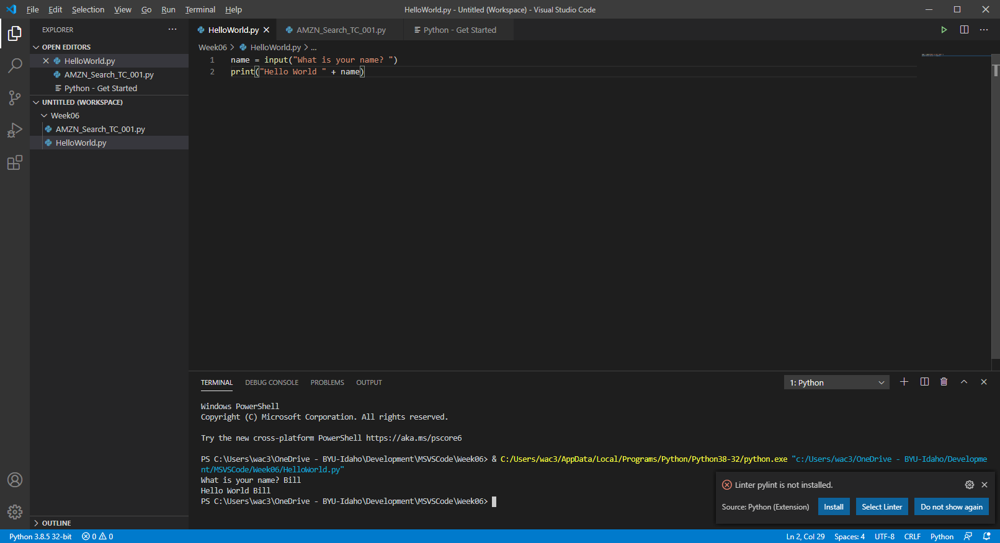 File Edit Selection View Go Run Terminal Help HelloWorld.py - Untitled (Workspace) - Visual Studio Code
EXPLORER
OPEN EDITORS
HelloWorld.py
AMZN_Search_TC_001.py
Python - Get Started
UNTITLED (WORKSPACE)
Week06
AMZN_Search_TC_001.py
HelloWorld.py
OUTLINE
HelloWorld.py AMZN_Search_TC_001.py Python - Get Started
Week06 > HelloWorld.py > ...
1 name = input("What is your name? ")
2 print("Hello World " + name)
TERMINAL DEBUG CONSOLE PROBLEMS OUTPUT 1: Python
Windows PowerShell
Copyright (C) Microsoft Corporation. All rights reserved.
Try the new cross-platform PowerShell https://aka.ms/pscore6
PS C:\Users\wac3\OneDrive - BYU-Idaho\Development\MSVSCode\Week06> & C:/Users/wac3/AppData/Local/Programs/Python/Python38-32/python.exe "c:/Users/wac3/OneDrive - BYU-Idaho/Developme
nt/MSVSCode/Week06/HelloWorld.py"
What is your name? Bill
Hello World Bill
PS C:\Users\wac3\OneDrive - BYU-Idaho\Development\MSVSCode\Week06>
Linter pylint is not installed.
Source: Python (Extension) Install Select Linter Do not show again
Python 3.8.5 32-bit 0 0 Ln 2, Col 29 Spaces: 4 UTF-8 CRLF Python